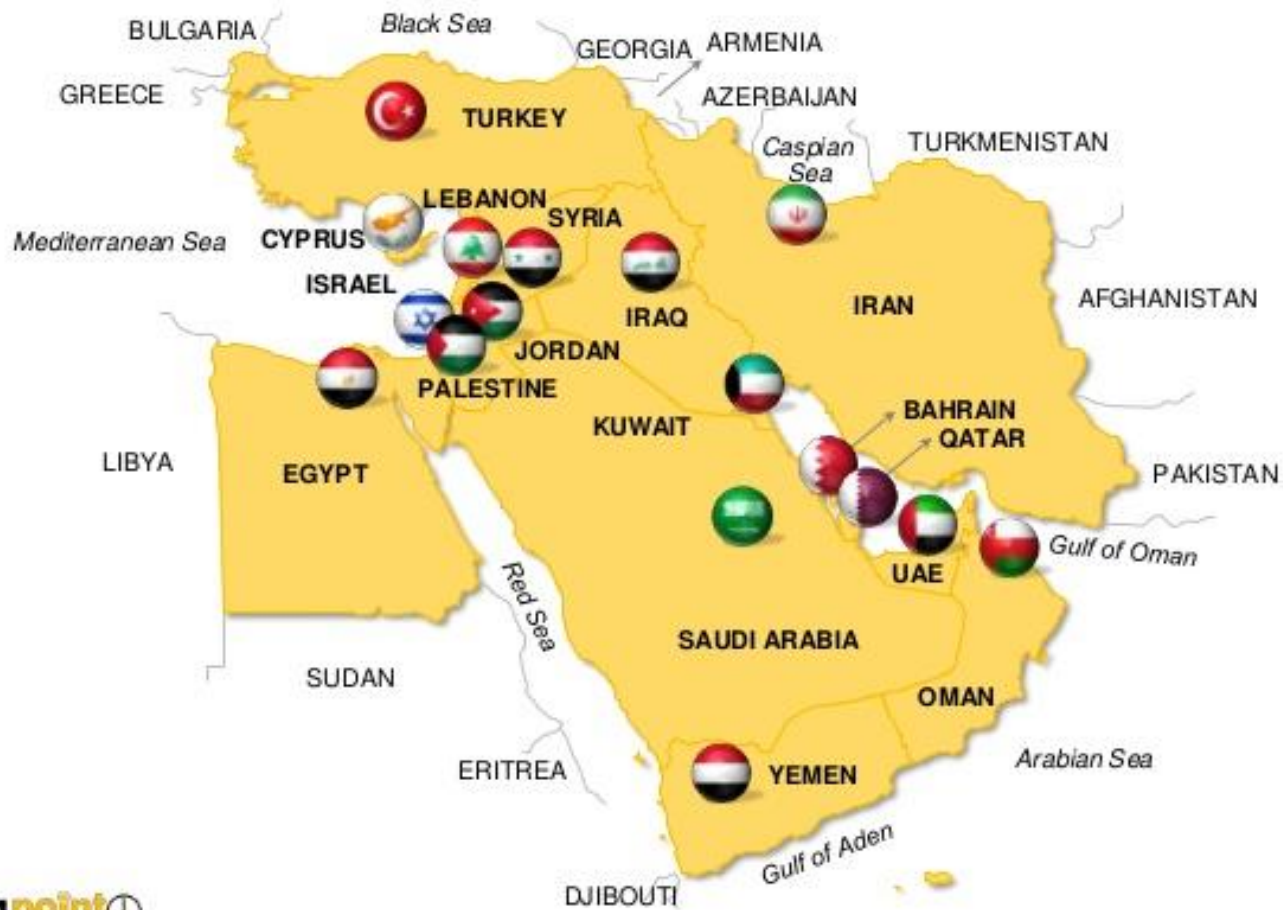 BULGARIA
Black Sea
GEORGIA
ARMENIA
GREECE
AZERBAIJAN
TURKEY
Caspian
Sea
TURKMENISTAN
LEBANON
SYRIA
CYPRUS
Mediterranean Sea
ISRAEL
IRAQ
IRAN
AFGHANISTAN
JORDAN
PALESTINE
KUWAIT
BAHRAIN
QATAR
LIBYA
EGYPT
PAKISTAN
Gulf of Oman
UAE
Red Sea
SAUDI ARABIA
SUDAN
OMAN
ERITREA
YEMEN
Arabian Sea
Gulf of Aden
DJIBOUTI
point